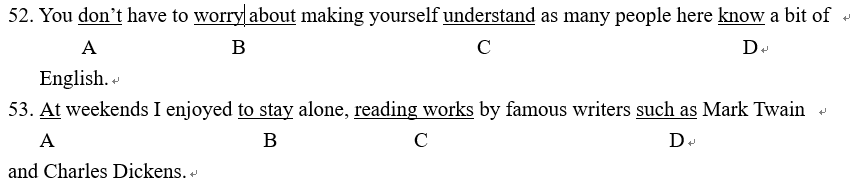 52. You don’t have to worry about making yourself understand as many people here know a bit of
A B C D
English.
53. At weekends I enjoyed to stay alone, reading works by famous writers such as Mark Twain
A B C D
and Charles Dickens.